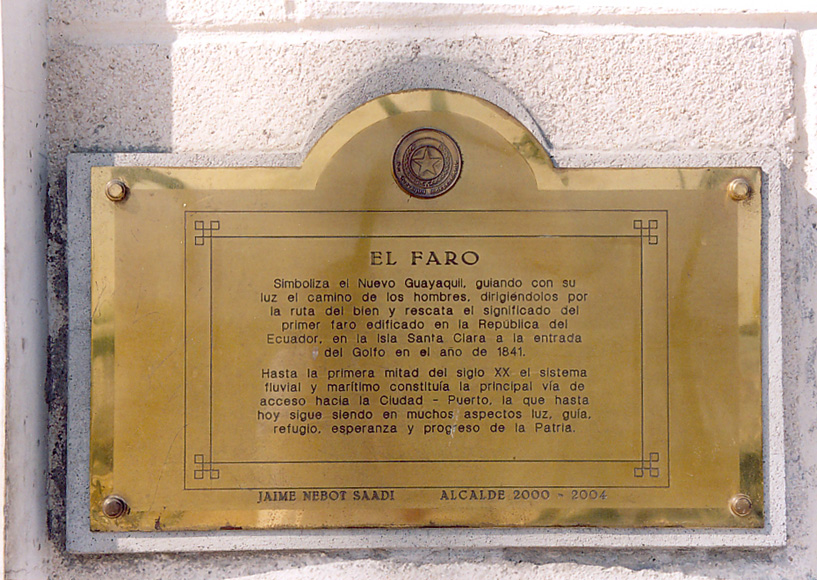 EL FARO
Simboliza el Nuevo Guayaquil, guiando con su
luz el camino de los hombres, dirigiéndolos por
la ruta del bien y rescata el significado del
primer faro edificado en la República del
Ecuador, en la Isla Santa Clara a la entrada
del Golfo en el año de 1841.
Hasta la primera mitad del siglo XX el sistema
fluvial y marítimo constituía la principal vía de
acceso hacia la Ciudad - Puerto, la que hasta
hoy sigue siendo en muchos aspectos luz, guía,
refugio, esperanza y progreso de la Patria.
JAIME NEBOT SAADI ALCALDE 2000 - 2004